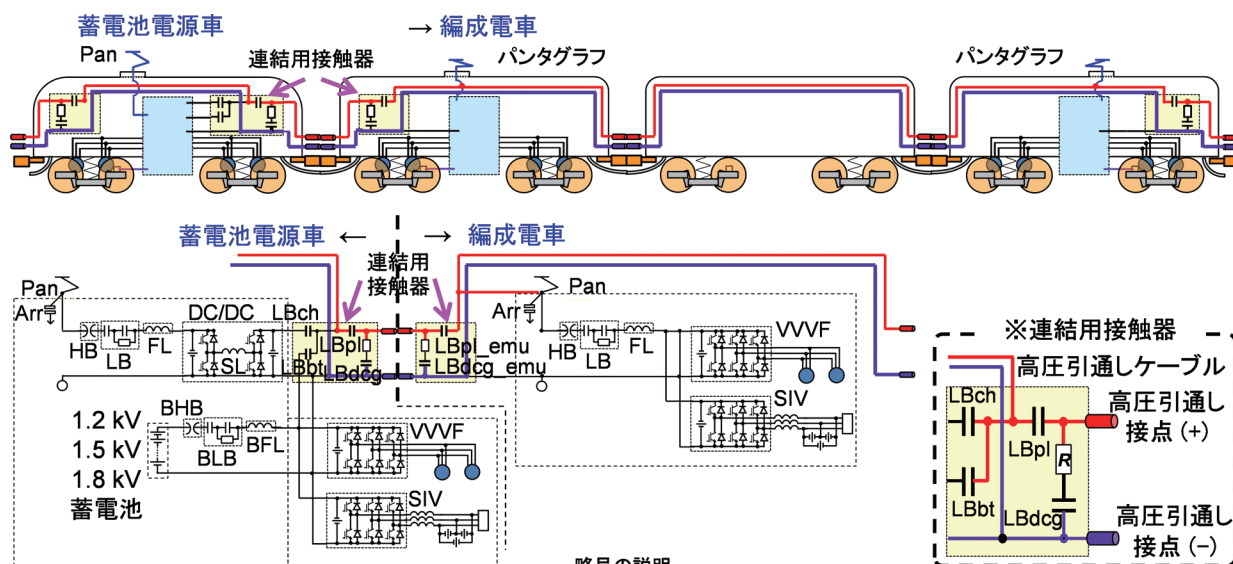 蓄電池電源車 → 編成電車
Pan
連結用接触器
パンタグラフ
パンタグラフ
蓄電池電源車 ← → 編成電車
連結用
接触器
Pan
Arr
HB
LB
FL
DC/DC
SL
LBch
LBpl
LBbt
LBdcg
LBpl_emu
LBdcg_emu
Pan
Arr
HB
LB
FL
VVVF
SIV
1.2 kV
1.5 kV
1.8 kV
蓄電池
BHB
BLB
BFL
VVVF
SIV
※連結用接触器
高圧引通しケーブル
LBch
高圧引通し
接点 (+)
LBpl
R
LBbt
LBdcg
高圧引通し
接点 (−)
略号の説明